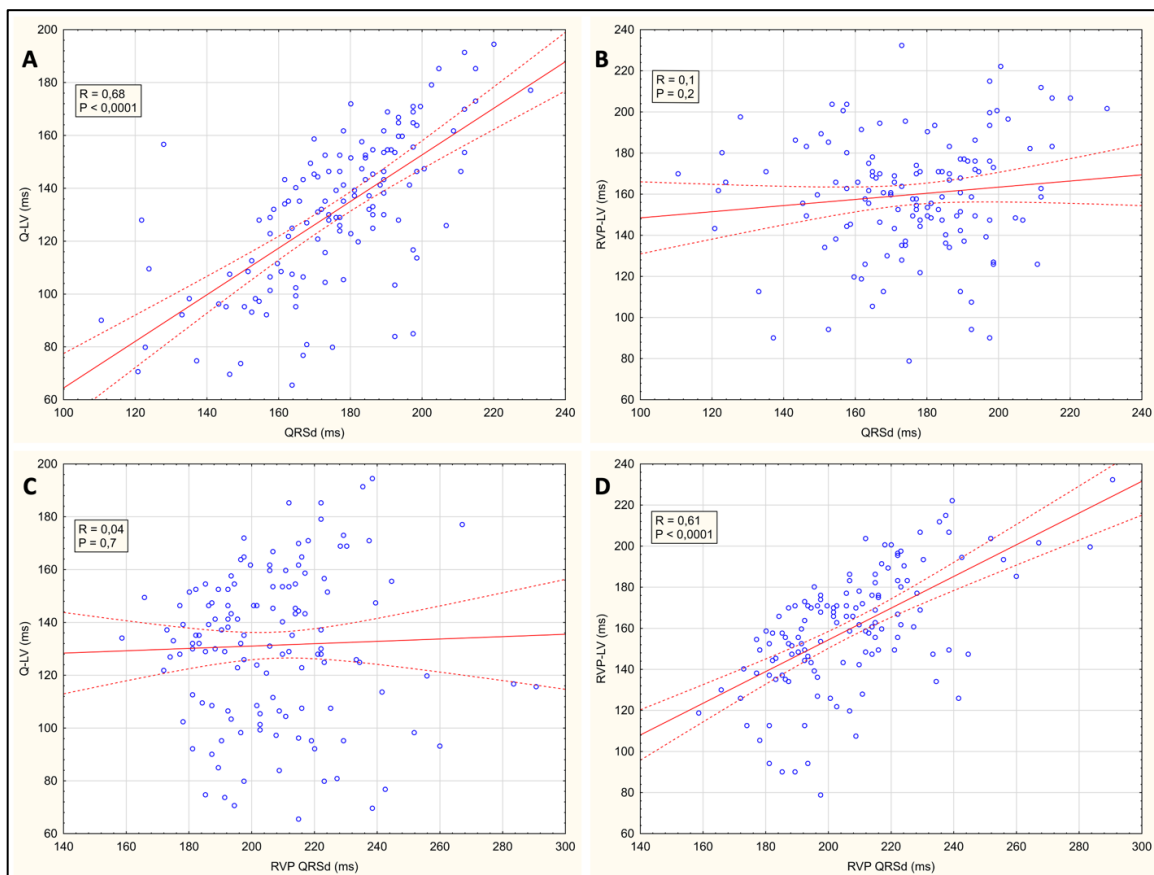 A
R = 0,68
P < 0,0001
200
180
160
140
120
100
80
60
Q-LV (ms)
100 120 140 160 180 200 220 240
QRSd (ms)
B
R = 0,1
P = 0,2
240
220
200
180
160
140
120
100
80
60
RVP-LV (ms)
100 120 140 160 180 200 220 240
QRSd (ms)
C
R = 0,04
P = 0,7
200
180
160
140
120
100
80
60
Q-LV (ms)
140 160 180 200 220 240 260 280 300
RVP QRSd (ms)
D
R = 0,61
P < 0,0001
240
220
200
180
160
140
120
100
80
60
RVP-LV (ms)
140 160 180 200 220 240 260 280 300
RVP QRSd (ms)